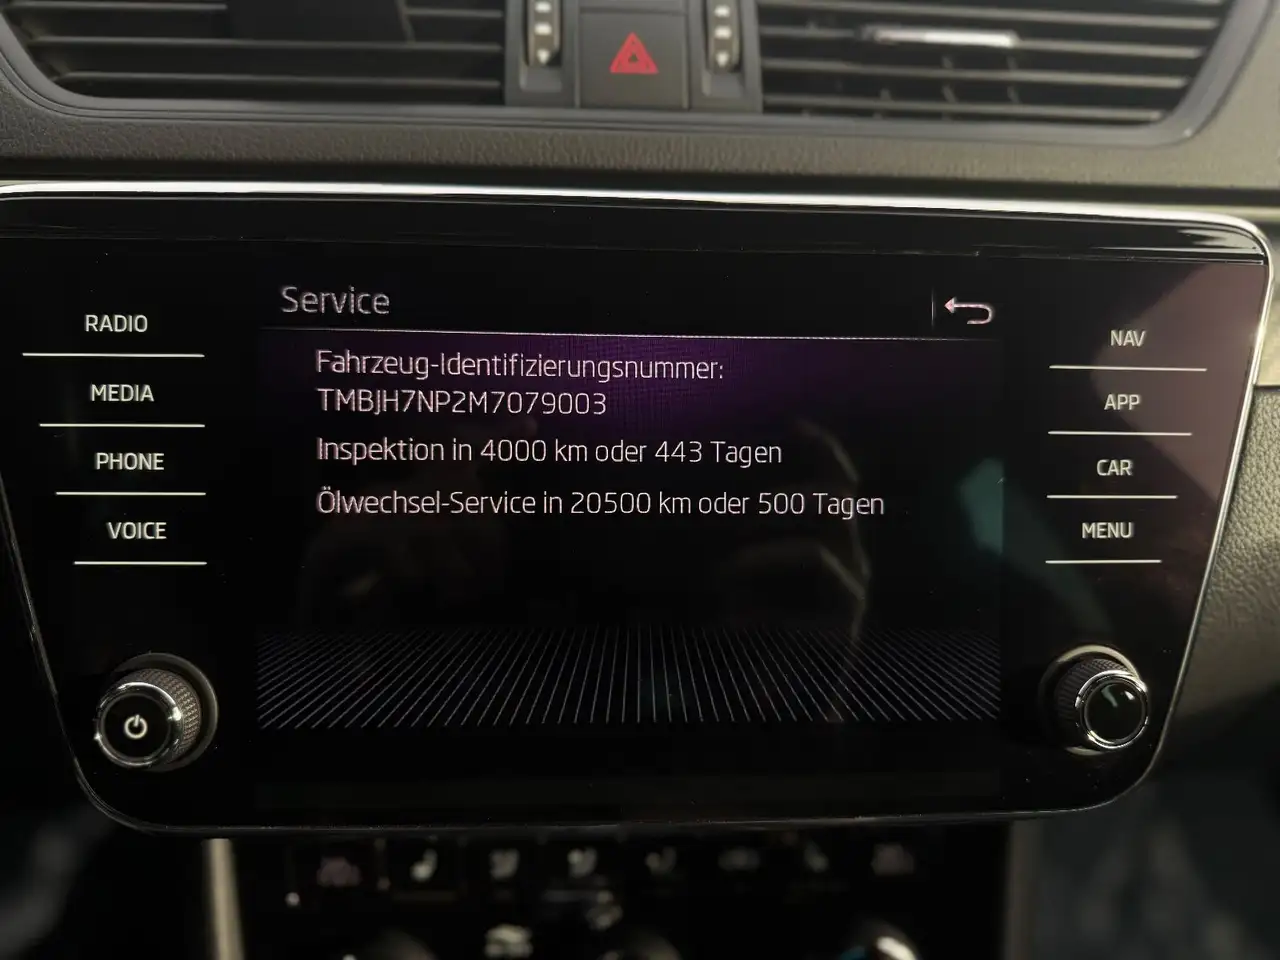 Service
Fahrzeug-Identifizierungsnummer:
TMBJH7NP2M7079003
Inspektion in 4000 km oder 443 Tagen
Ölwechsel-Service in 20500 km oder 500 Tagen
RADIO
MEDIA
PHONE
VOICE
NAV
APP
CAR
MENU